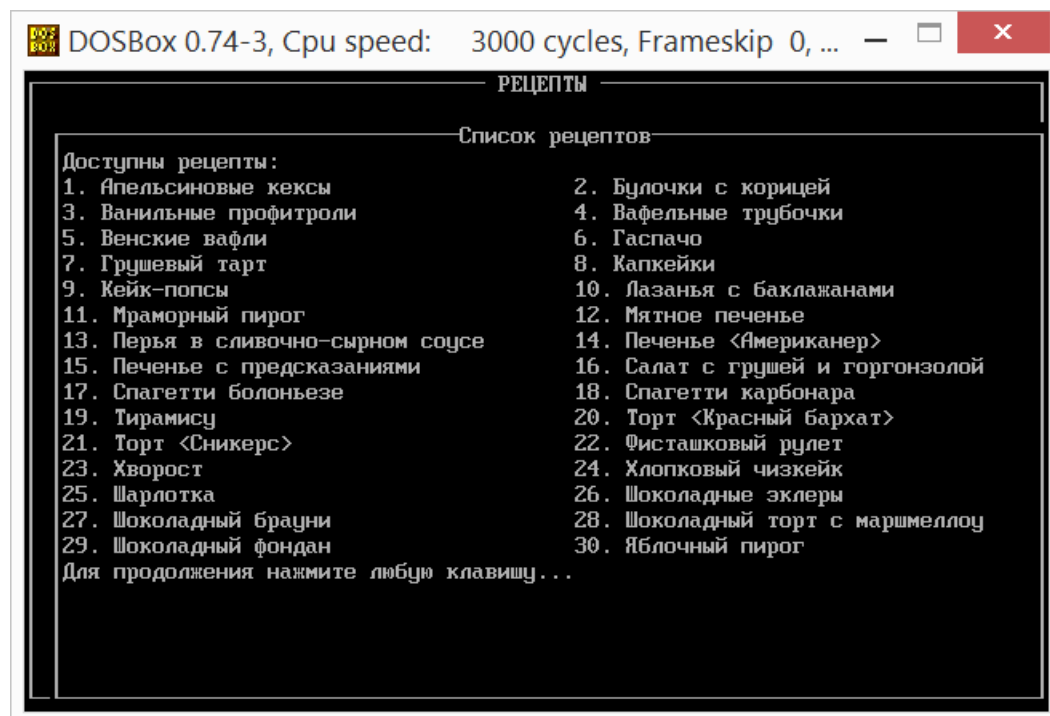 DOSBox 0.74-3, Cpu speed: 3000 cycles, Frameskip 0, ...
РЕЦЕПТЫ
Список рецептов
Доступны рецепты:
1. Апельсиновые кексы 2. Булочки с корицей
3. Ванильные профитроли 4. Вафельные трубочки
5. Венские вафли 6. Гаспачо
7. Грушевый тарт 8. Капкейки
9. Кейк-попсы 10. Лазанья с баклажанами
11. Мраморный пирог 12. Мятное печенье
13. Перья в сливочно-сырном соусе 14. Печенье <Американер>
15. Печенье с предсказаниями 16. Салат с грушей и горгонзолой
17. Спагетти болоньезе 18. Спагетти карбонара
19. Тирамису 20. Торт <Красный бархат>
21. Торт <Сникерс> 22. Фисташковый рулет
23. Хворост 24. Хлопковый чизкейк
25. Шарлотка 26. Шоколадные эклеры
27. Шоколадный брауни 28. Шоколадный торт с маршмеллоу
29. Шоколадный фондан 30. Яблочный пирог
Для продолжения нажмите любую клавишу...